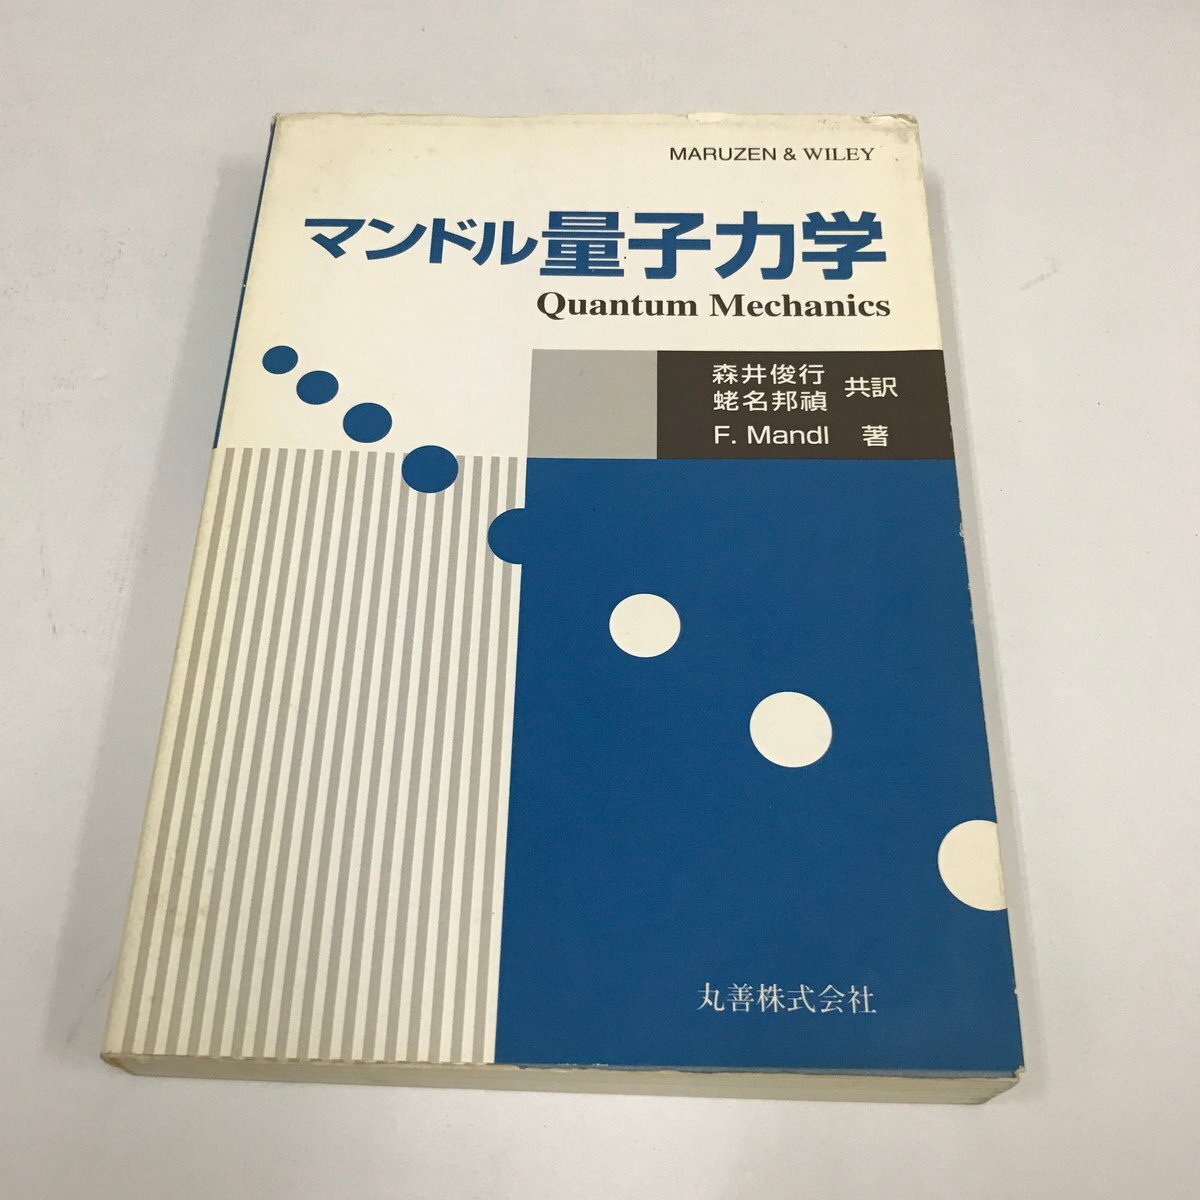 MARUZEN & WILEY
マンドル量子力学
Quantum Mechanics
森井俊行
蛯名邦禎 共訳
F. Mandl 著
丸善株式会社